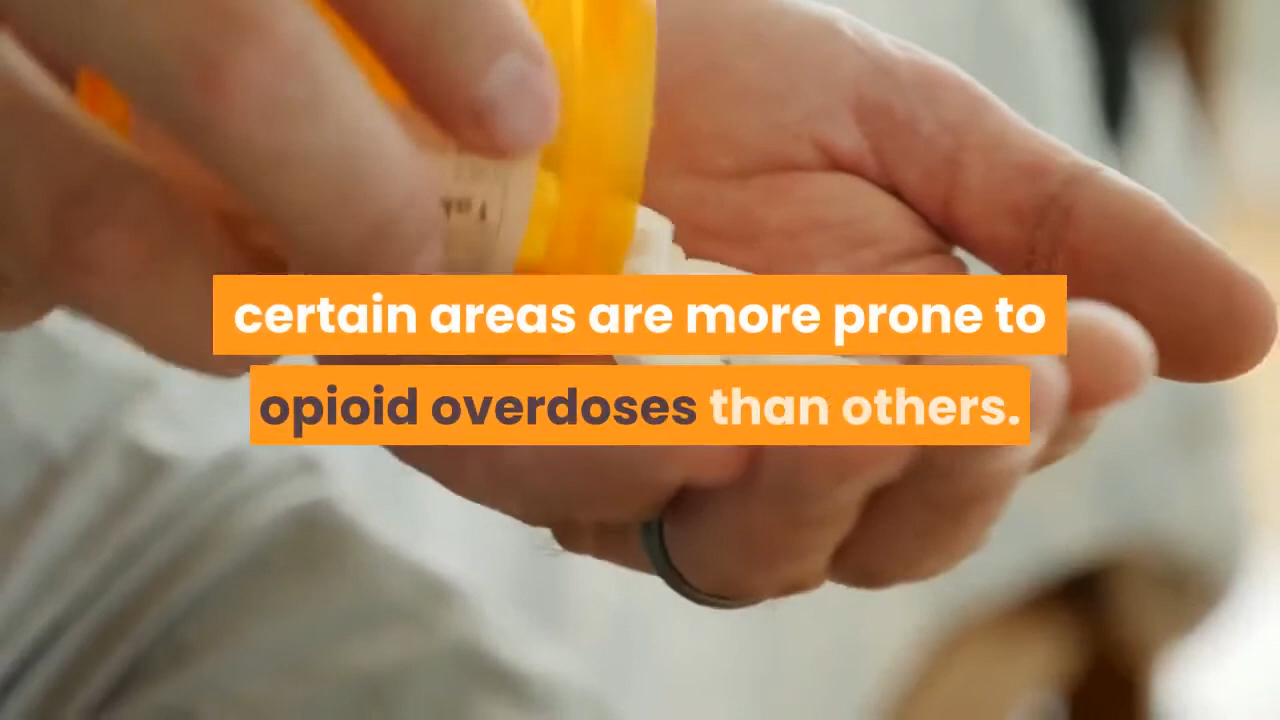 certain areas are more prone to
opioid overdoses than others.